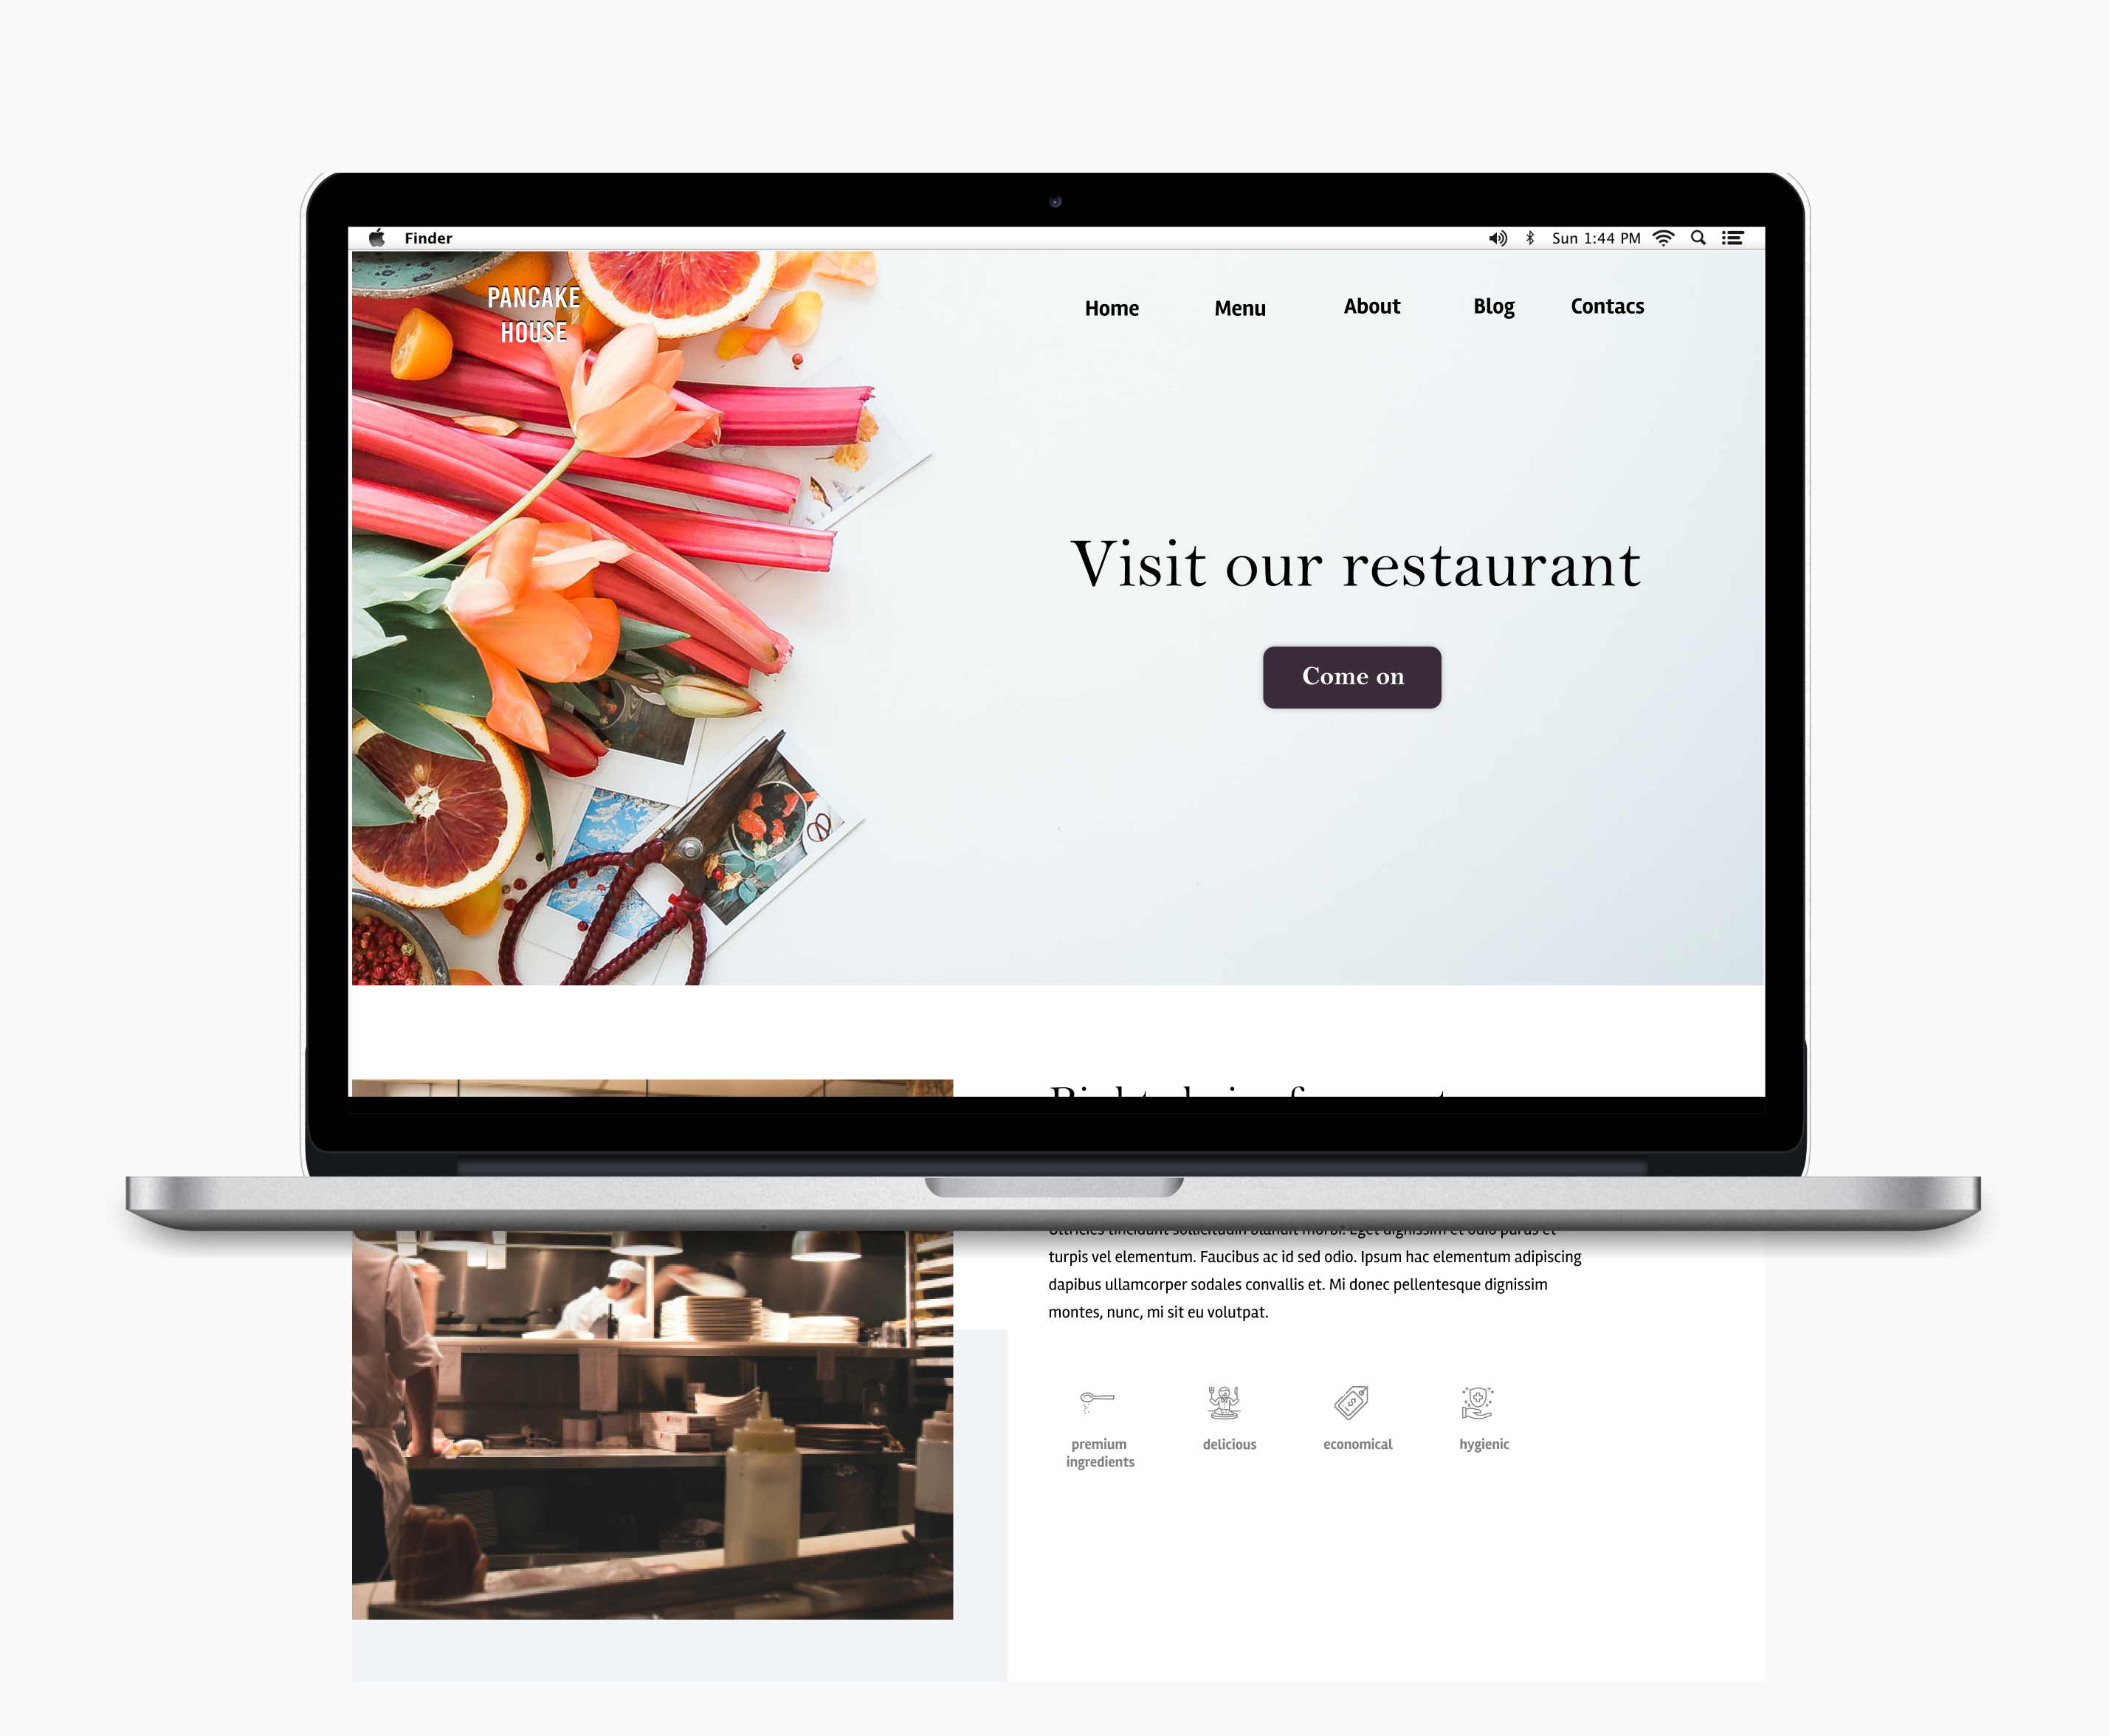 Finder
Sun 1:44 PM
PANCAKE
HOUSE
Home Menu About Blog Contacs
Visit our restaurant
Come on
turpis vel elementum. Faucibus ac id sed odio. Ipsum hac elementum adipiscing
dapibus ullamcorper sodales convallis et. Mi donec pellentesque dignissim
montes, nunc, mi sit eu volutpat.
premium
ingredients
delicious
economical
hygienic